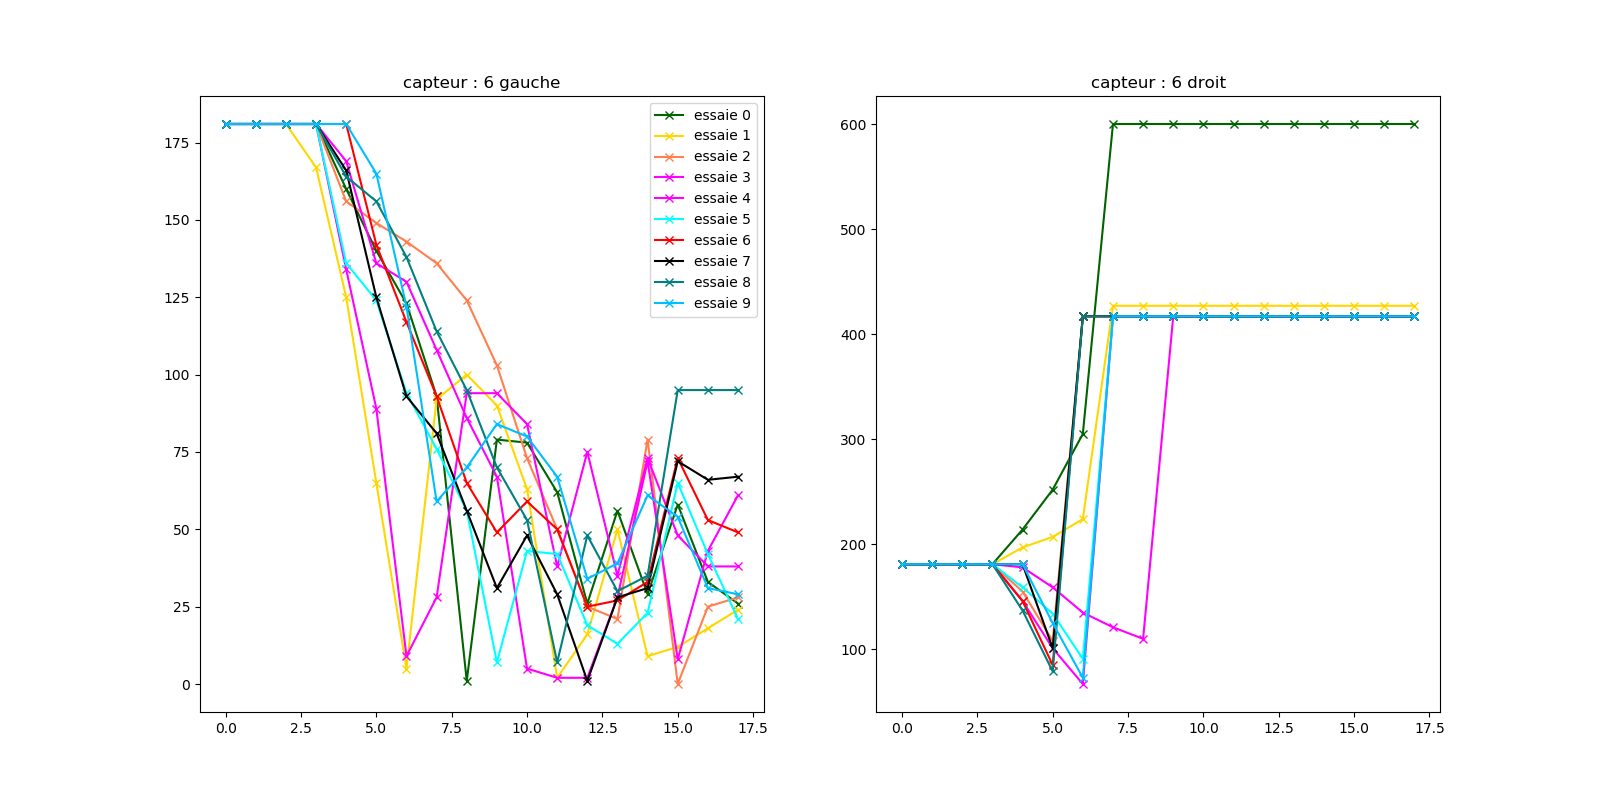 capteur : 6 gauche
175
150
125
100
75
50
25
0
0.0 2.5 5.0 7.5 10.0 12.5 15.0 17.5
essaie 0
essaie 1
essaie 2
essaie 3
essaie 4
essaie 5
essaie 6
essaie 7
essaie 8
essaie 9
capteur : 6 droit
600
500
400
300
200
100
0.0 2.5 5.0 7.5 10.0 12.5 15.0 17.5